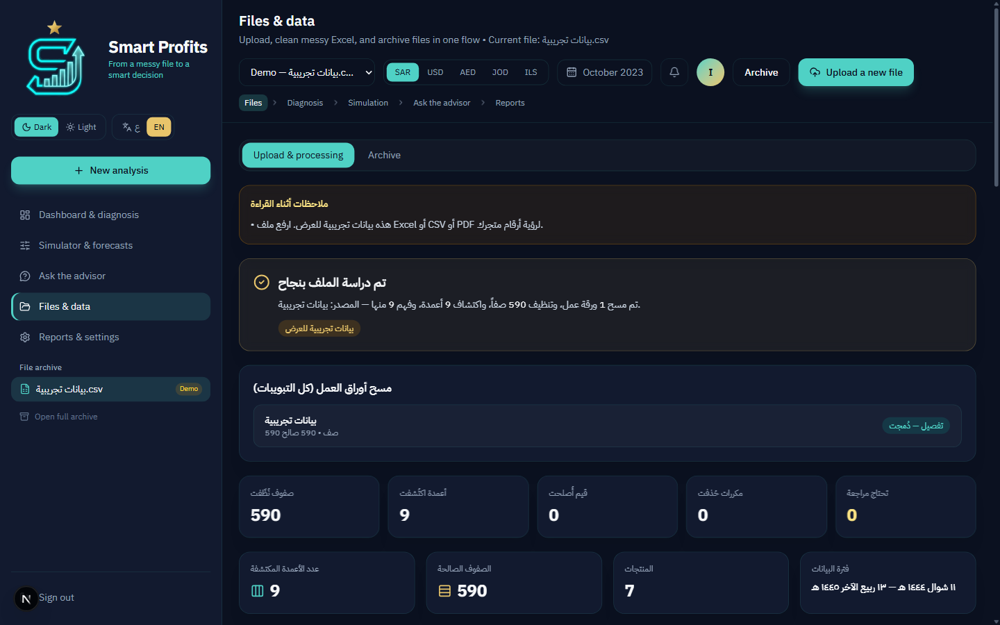 Smart Profits
From a messy file to a
smart decision
Dark
Light
ع
EN
+ New analysis
Dashboard & diagnosis
Simulator & forecasts
Ask the advisor
Files & data
Reports & settings
File archive
بيانات تجريبية.csv
Demo
Open full archive
N
Sign out
Files & data
Upload, clean messy Excel, and archive files in one flow • Current file: بيانات تجريبية.csv
Demo — بيانات تجريبية.c...
SAR
USD
AED
JOD
ILS
October 2023
I
Archive
Upload a new file
Files › Diagnosis › Simulation › Ask the advisor › Reports
Upload & processing
Archive
ملاحظات أثناء القراءة
• هذه بيانات تجريبية للعرض. ارفع ملف Excel أو CSV أو PDF لرؤية أرقام متجرك.
تم دراسة الملف بنجاح
تم مسح 1 ورقة عمل، وتنظيف 590 صفاً، واكتشاف 9 أعمدة، وفهم 9 منها — المصدر: بيانات تجريبية.
بيانات تجريبية للعرض
مسح أوراق العمل (كل التبويبات)
بيانات تجريبية
590 صف • 590 صالح
تفصيل — دُمجت
صفوف نُظّفت
590
أعمدة اكتُشفت
9
قيم أُصلحت
0
مكررات حُذفت
0
تحتاج مراجعة
0
عدد الأعمدة المكتشفة
9
الصفوف الصالحة
590
المنتجات
7
فترة البيانات
١١ شوال ١٤٤٤ هـ — ١٣ ربيع الآخر ١٤٤٥ هـ